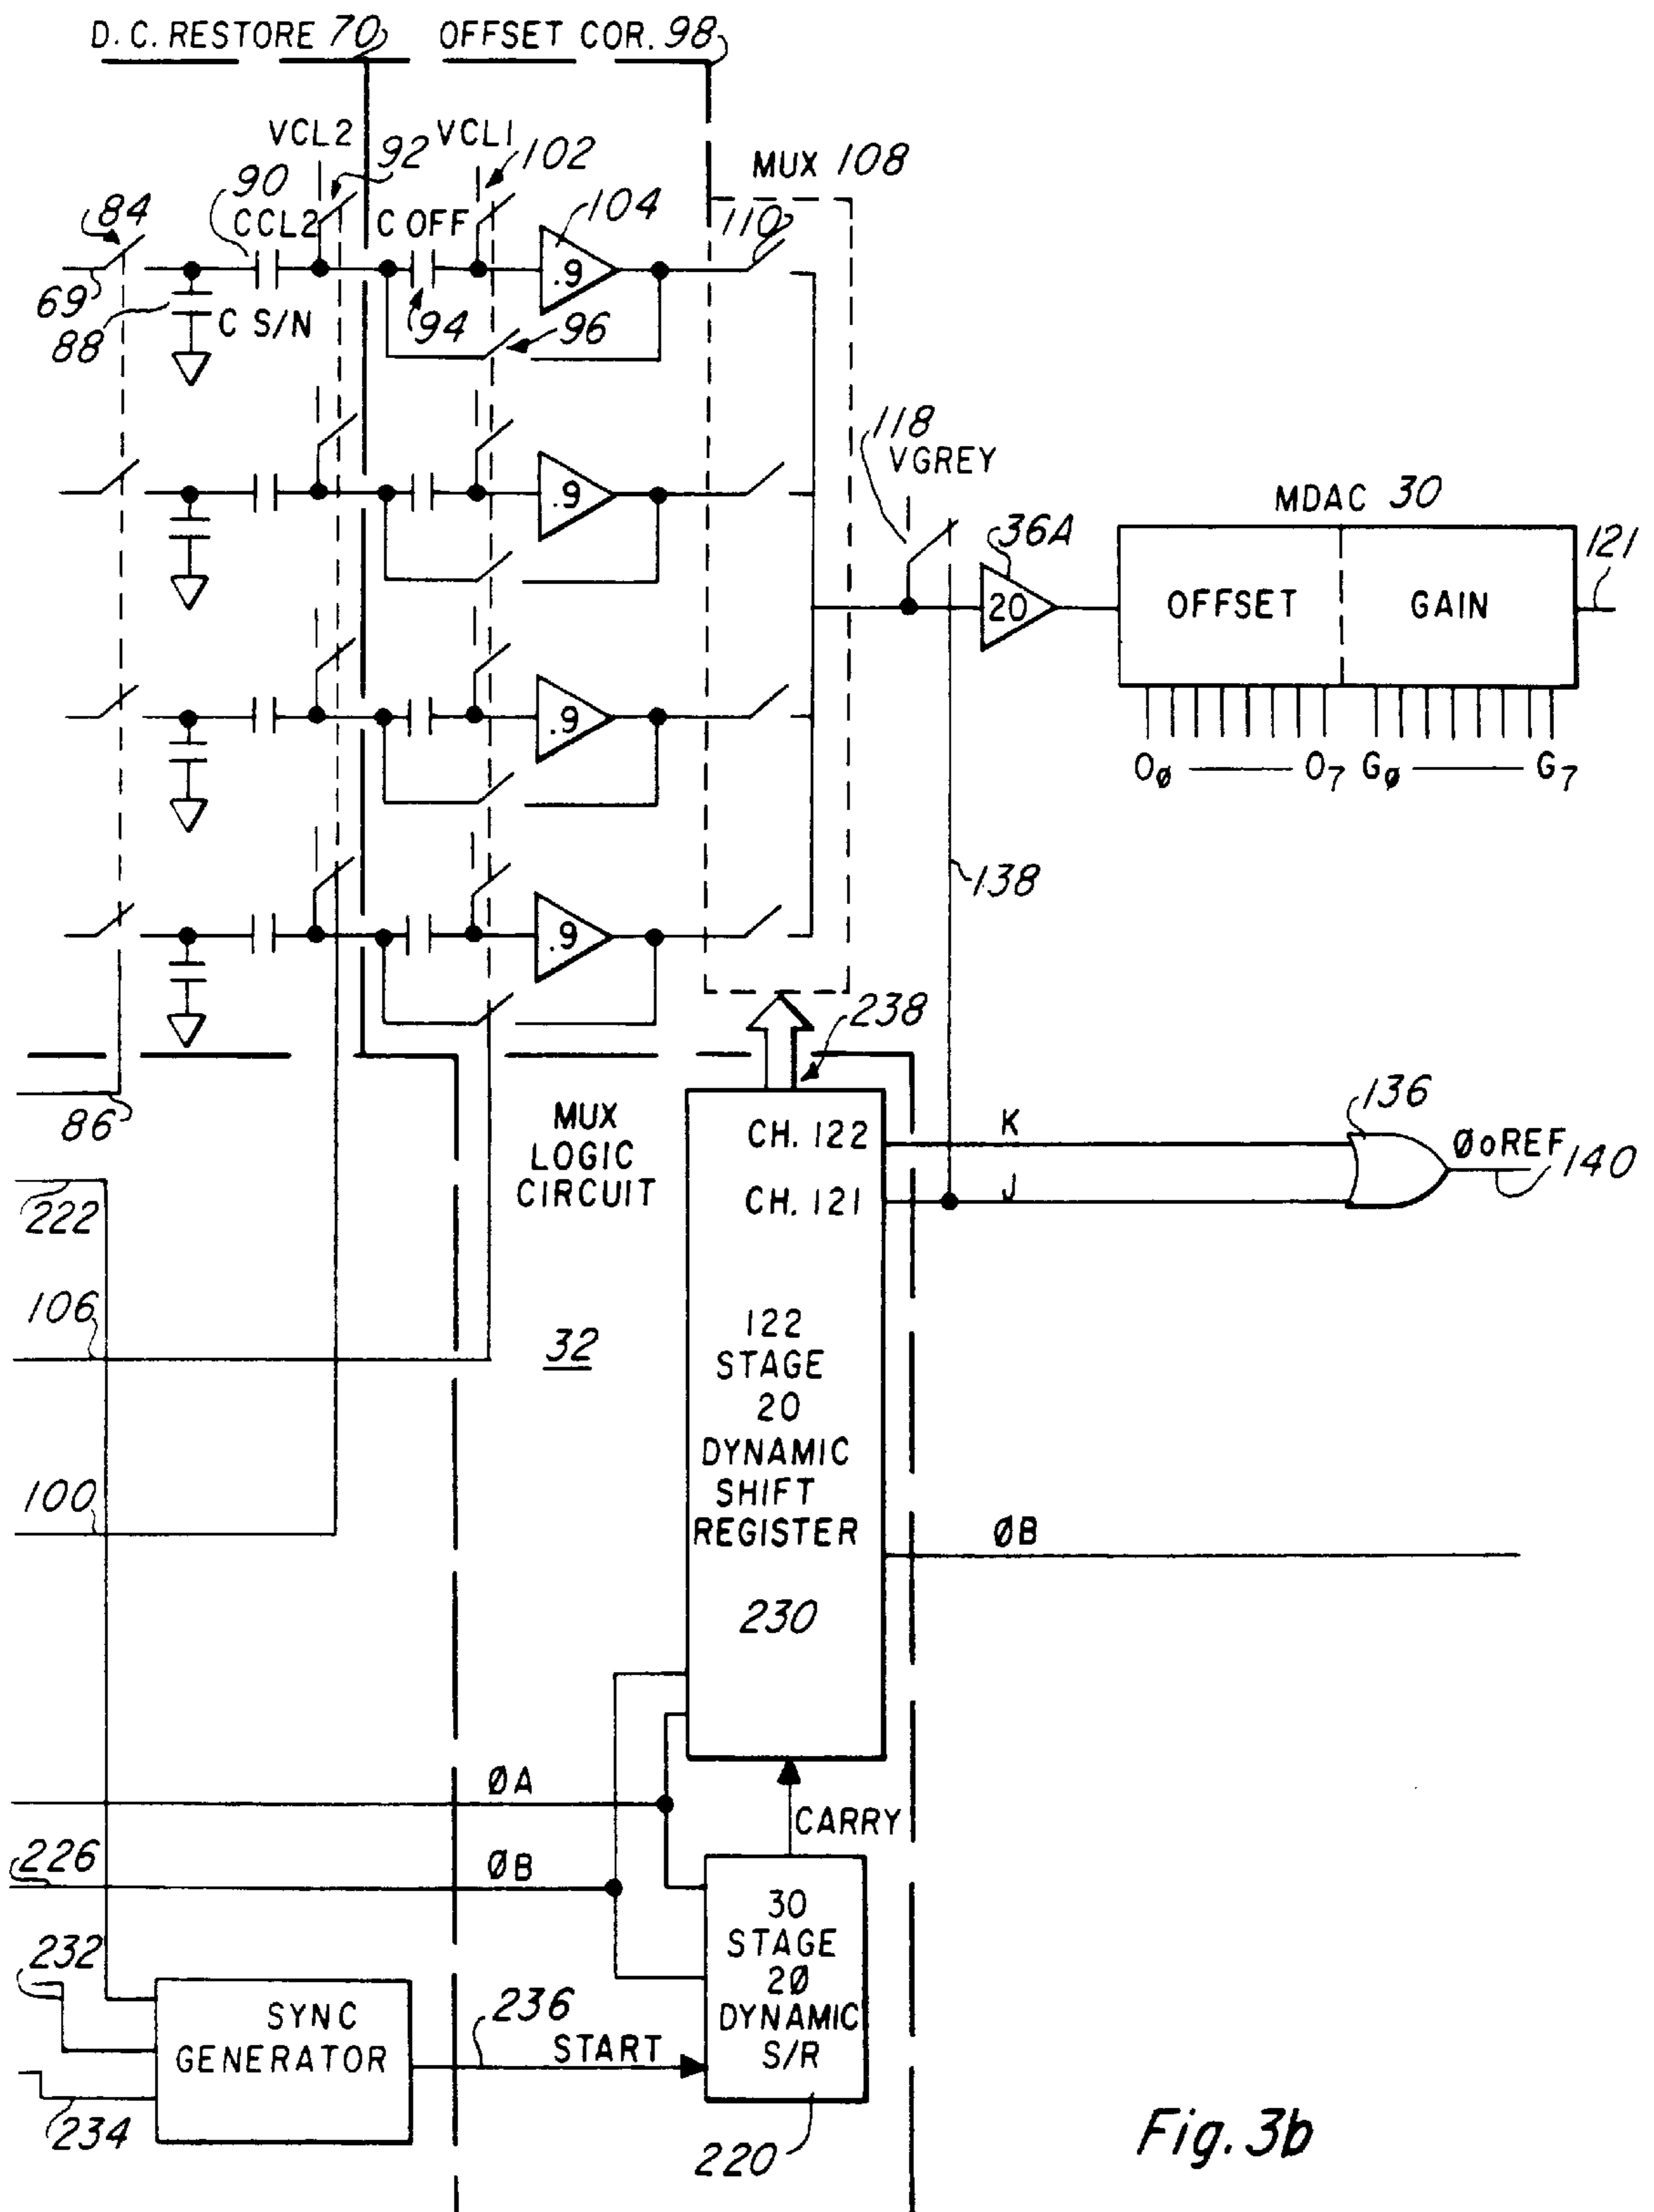 D.C. RESTORE 70 OFFSET COR. 98
VCL2 92 VCL1 102
MUX 108
90 84 CCL2 C OFF 104 110
.9
69 88 C S/N 94 96
118
VGREY
.9
MDAC 30
36A 121
20 OFFSET GAIN
.9
Oø O7 Gø G7
138
.9
238
86
MUX
LOGIC
CIRCUIT
CH. 122 K 136
øoREF 140
CH. 121 J
222
106
32
122
STAGE
20
DYNAMIC
SHIFT
REGISTER
230
100
øB
øA
CARRY
226 øB
30
STAGE
2ø
DYNAMIC
S/R
232
SYNC
GENERATOR
236
START
234
220
Fig. 3b